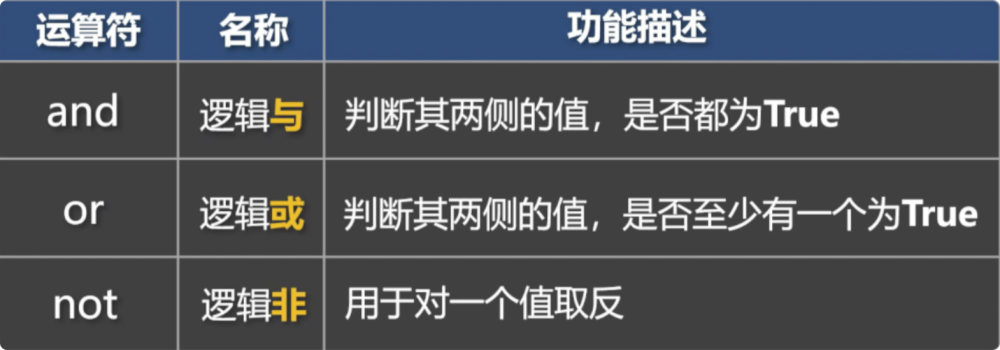 运算符 名称 功能描述
and 逻辑与 判断其两侧的值，是否都为True
or 逻辑或 判断其两侧的值，是否至少有一个为True
not 逻辑非 用于对一个值取反